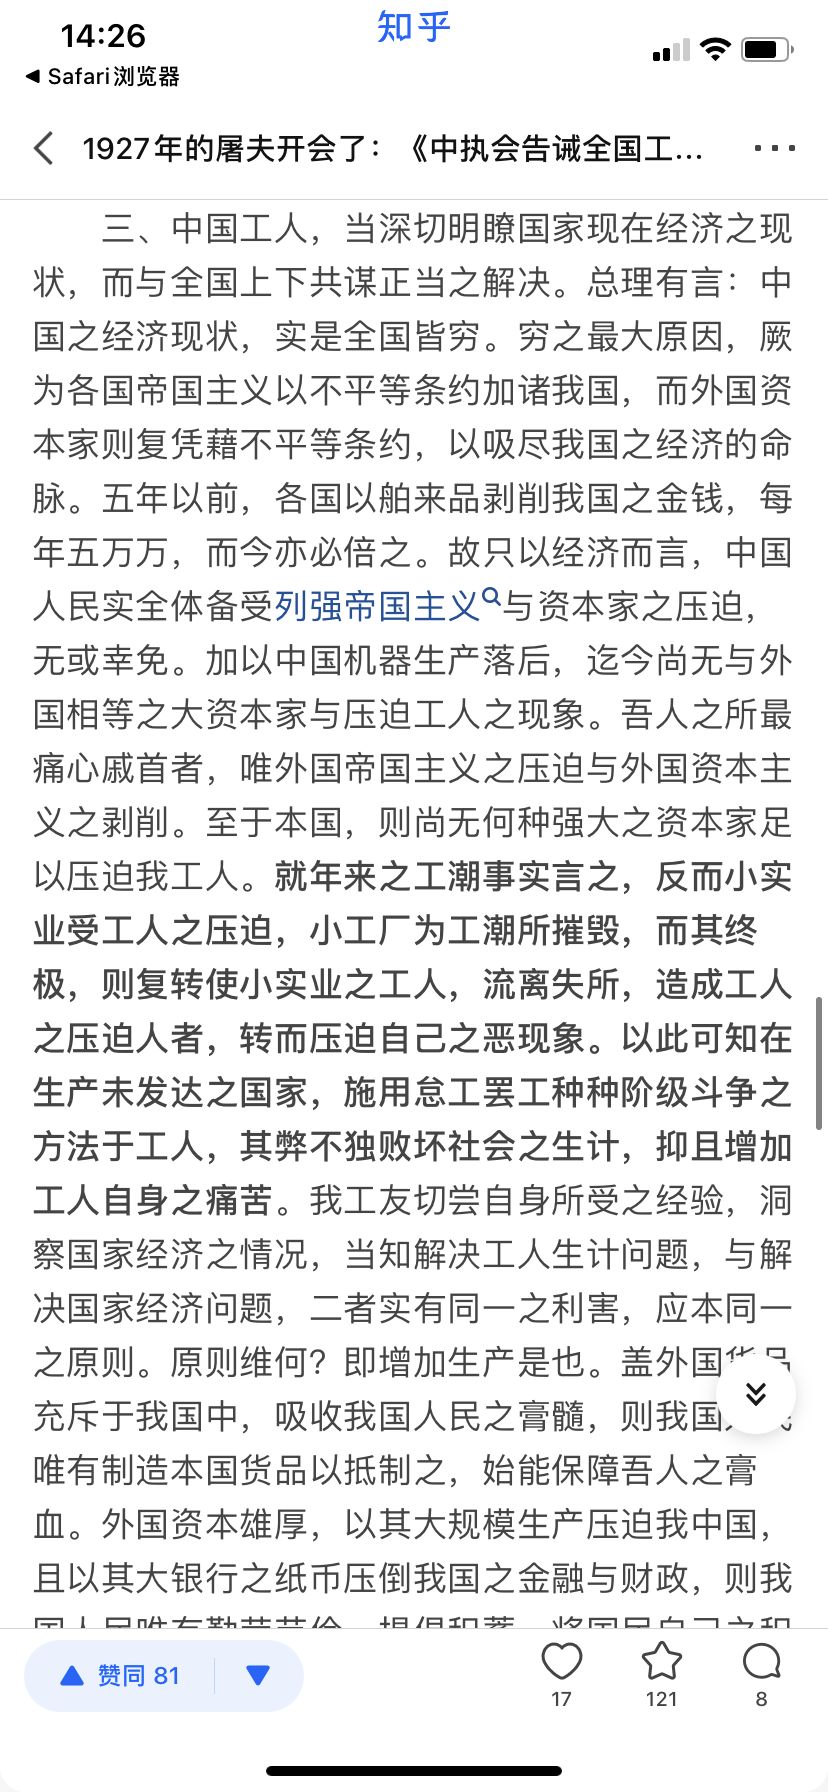 14:26
知乎
◀ Safari浏览器
1927年的屠夫开会了：《中执会告诫全国工...
三、中国工人，当深切明瞭国家现在经济之现
状，而与全国上下共谋正当之解决。总理有言：中
国之经济现状，实是全国皆穷。穷之最大原因，厥
为各国帝国主义以不平等条约加诸我国，而外国资
本家则复凭藉不平等条约，以吸尽我国之经济的命
脉。五年以前，各国以舶来品剥削我国之金钱，每
年五万万，而今亦必倍之。故只以经济而言，中国
人民实全体备受列强帝国主义与资本家之压迫，
无或幸免。加以中国机器生产落后，迄今尚无与外
国相等之大资本家与压迫工人之现象。吾人之所最
痛心戚首者，唯外国帝国主义之压迫与外国资本主
义之剥削。至于本国，则尚无何种强大之资本家足
以压迫我工人。就年来之工潮事实言之，反而小实
业受工人之压迫，小工厂为工潮所摧毁，而其终
极，则复转使小实业之工人，流离失所，造成工人
之压迫人者，转而压迫自己之恶现象。以此可知在
生产未发达之国家，施用怠工罢工种种阶级斗争之
方法于工人，其弊不独败坏社会之生计，抑且增加
工人自身之痛苦。我工友切尝自身所受之经验，洞
察国家经济之情况，当知解决工人生计问题，与解
决国家经济问题，二者实有同一之利害，应本同一
之原则。原则维何？即增加生产是也。盖外国货品
充斥于我国中，吸收我国人民之膏髓，则我国
唯有制造本国货品以抵制之，始能保障吾人之膏
血。外国资本雄厚，以其大规模生产压迫我中国，
且以其大银行之纸币压倒我国之金融与财政，则我
赞同 81
17
121
8